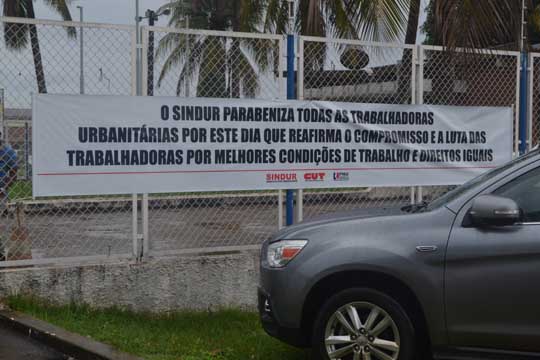 O SINDUR PARABENIZA TODAS AS TRABALHADORAS
URBANITÁRIAS POR ESTE DIA QUE REAFIRMA O COMPROMISSO E A LUTA DAS
TRABALHADORAS POR MELHORES CONDIÇÕES DE TRABALHO E DIREITOS IGUAIS
SINDUR CUT